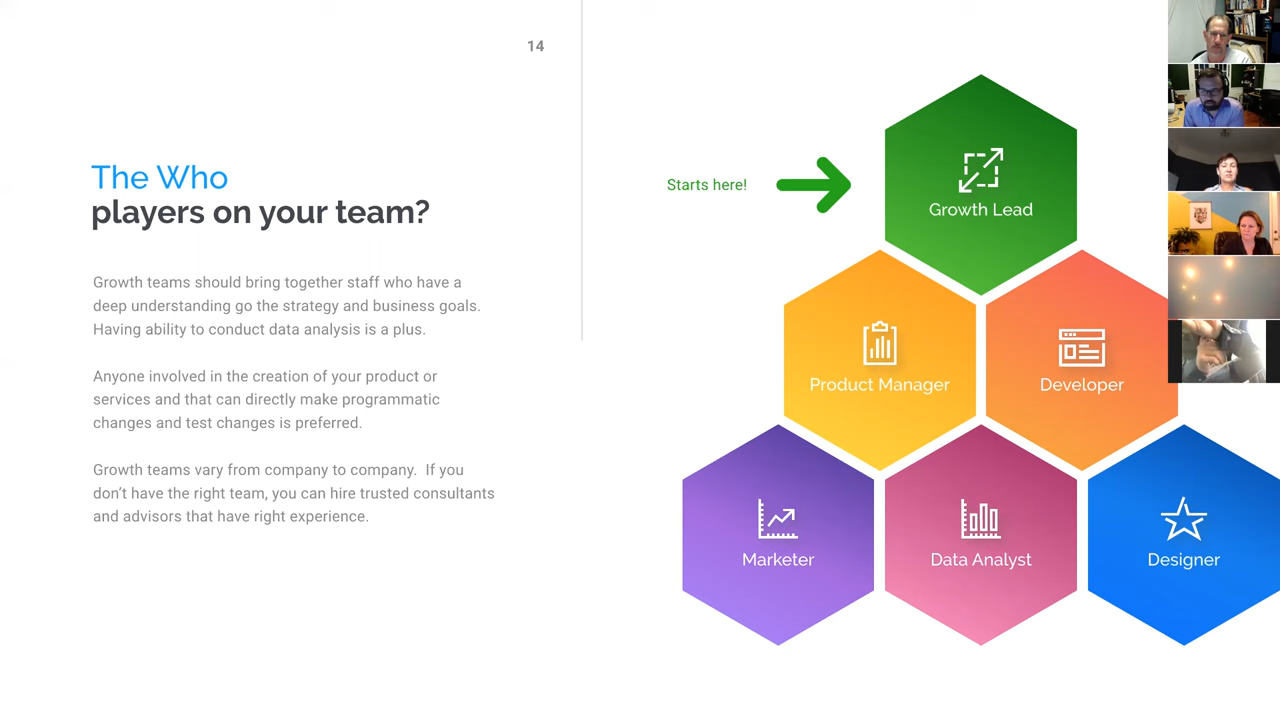 14
The Who
players on your team?
Growth teams should bring together staff who have a
deep understanding go the strategy and business goals.
Having ability to conduct data analysis is a plus.
Anyone involved in the creation of your product or
services and that can directly make programmatic
changes and test changes is preferred.
Growth teams vary from company to company.  If you
don’t have the right team, you can hire trusted consultants
and advisors that have right experience.
Starts here!
Growth Lead
Product Manager
Developer
Marketer
Data Analyst
Designer